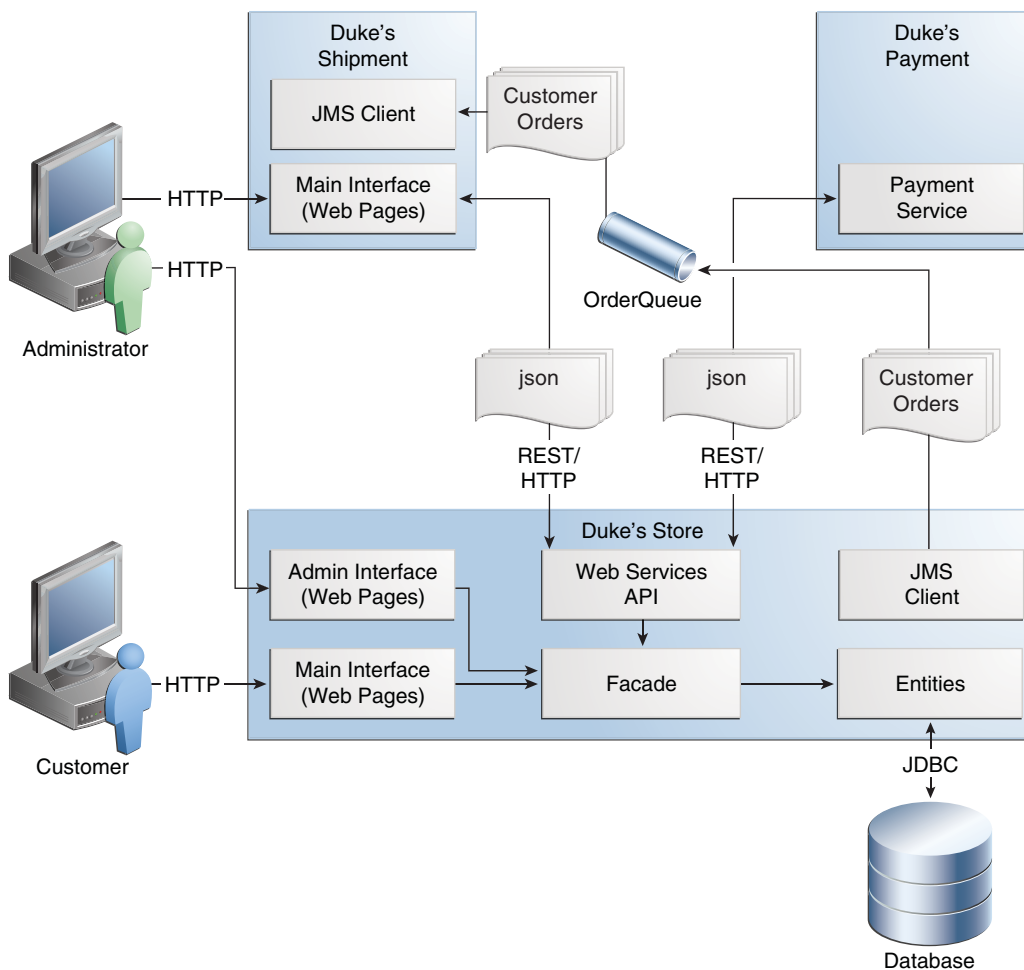 Duke's
Shipment
JMS Client
Customer
Orders
Main Interface
(Web Pages)
Duke's
Payment
Payment
Service
HTTP
HTTP
Administrator
OrderQueue
json
json
Customer
Orders
REST/
HTTP
REST/
HTTP
Duke's Store
Admin Interface
(Web Pages)
Web Services
API
JMS
Client
HTTP
Main Interface
(Web Pages)
Facade
Entities
Customer
JDBC
Database